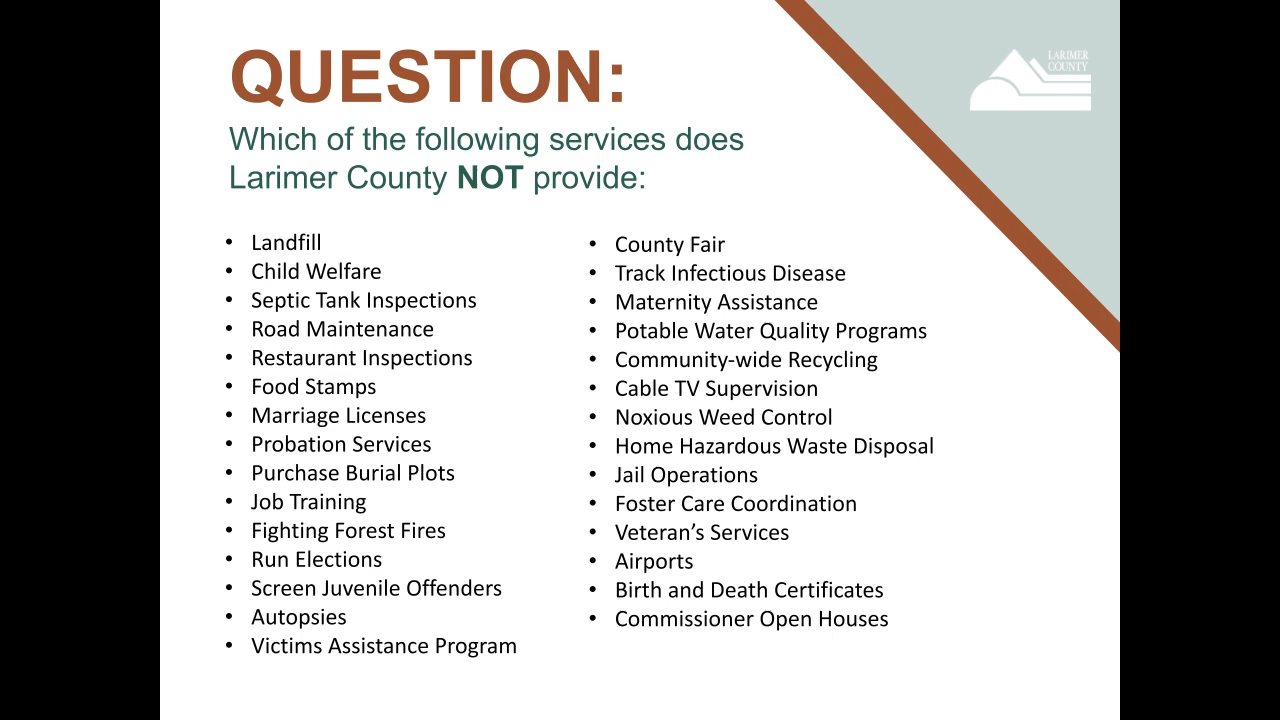 QUESTION:
LARIMER
COUNTY
Which of the following services does
Larimer County NOT provide:
• Landfill
• Child Welfare
• Septic Tank Inspections
• Road Maintenance
• Restaurant Inspections
• Food Stamps
• Marriage Licenses
• Probation Services
• Purchase Burial Plots
• Job Training
• Fighting Forest Fires
• Run Elections
• Screen Juvenile Offenders
• Autopsies
• Victims Assistance Program
• County Fair
• Track Infectious Disease
• Maternity Assistance
• Potable Water Quality Programs
• Community-wide Recycling
• Cable TV Supervision
• Noxious Weed Control
• Home Hazardous Waste Disposal
• Jail Operations
• Foster Care Coordination
• Veteran’s Services
• Airports
• Birth and Death Certificates
• Commissioner Open Houses